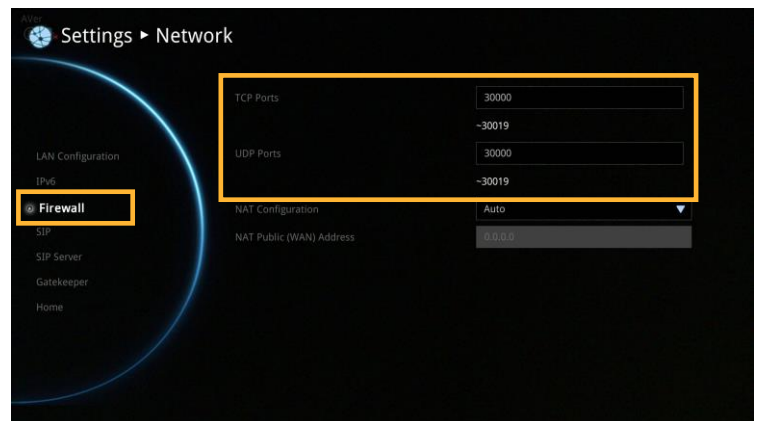 AVer
Settings ▸ Network
TCP Ports 30000
~30019
LAN Configuration
UDP Ports 30000
IPv6
~30019
Firewall
NAT Configuration Auto
SIP
NAT Public (WAN) Address 0.0.0.0
SIP Server
Gatekeeper
Home